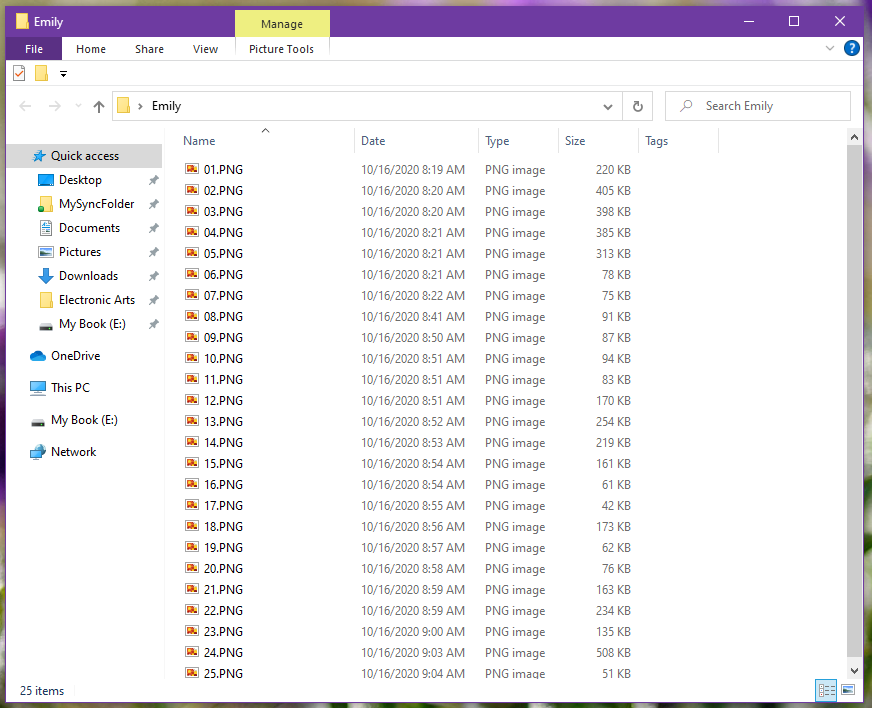 Emily
Manage
File Home Share View Picture Tools
?
Emily
Search Emily
Name Date Type Size Tags
Quick access
Desktop
MySyncFolder
Documents
Pictures
Downloads
Electronic Arts
My Book (E:)
OneDrive
This PC
My Book (E:)
Network
01.PNG 10/16/2020 8:19 AM PNG image 220 KB
02.PNG 10/16/2020 8:20 AM PNG image 405 KB
03.PNG 10/16/2020 8:20 AM PNG image 398 KB
04.PNG 10/16/2020 8:21 AM PNG image 385 KB
05.PNG 10/16/2020 8:21 AM PNG image 313 KB
06.PNG 10/16/2020 8:21 AM PNG image 78 KB
07.PNG 10/16/2020 8:22 AM PNG image 75 KB
08.PNG 10/16/2020 8:41 AM PNG image 91 KB
09.PNG 10/16/2020 8:50 AM PNG image 87 KB
10.PNG 10/16/2020 8:51 AM PNG image 94 KB
11.PNG 10/16/2020 8:51 AM PNG image 83 KB
12.PNG 10/16/2020 8:51 AM PNG image 170 KB
13.PNG 10/16/2020 8:52 AM PNG image 254 KB
14.PNG 10/16/2020 8:53 AM PNG image 219 KB
15.PNG 10/16/2020 8:54 AM PNG image 161 KB
16.PNG 10/16/2020 8:54 AM PNG image 61 KB
17.PNG 10/16/2020 8:55 AM PNG image 42 KB
18.PNG 10/16/2020 8:56 AM PNG image 173 KB
19.PNG 10/16/2020 8:57 AM PNG image 62 KB
20.PNG 10/16/2020 8:58 AM PNG image 76 KB
21.PNG 10/16/2020 8:59 AM PNG image 163 KB
22.PNG 10/16/2020 8:59 AM PNG image 234 KB
23.PNG 10/16/2020 9:00 AM PNG image 135 KB
24.PNG 10/16/2020 9:03 AM PNG image 508 KB
25.PNG 10/16/2020 9:04 AM PNG image 51 KB
25 items